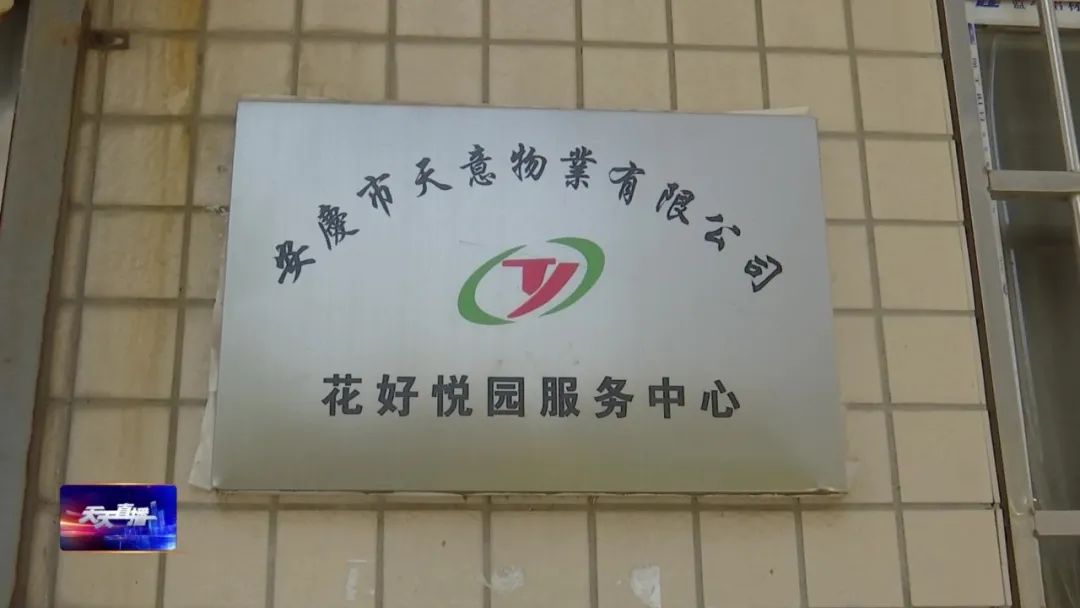 安慶市天意物業有限公司
TY
花好悦园服务中心
天天直播